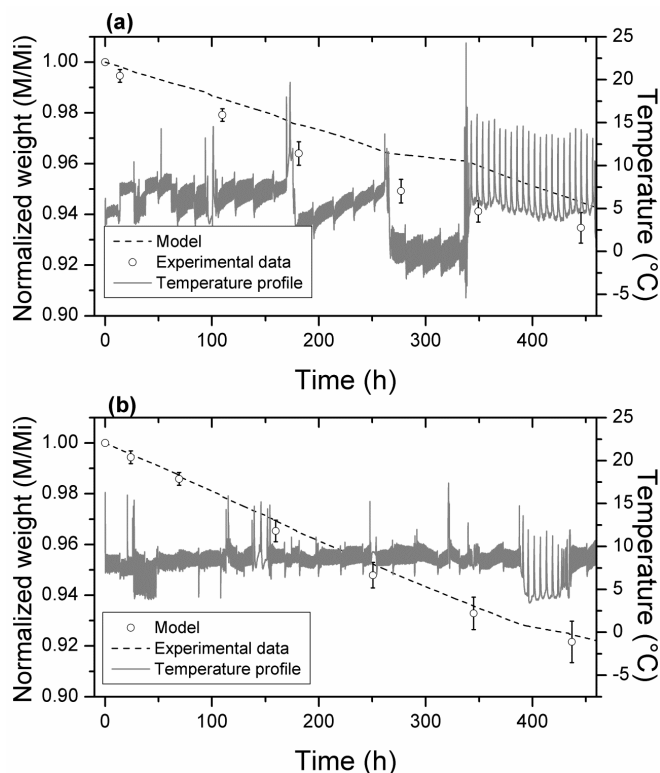 (a)
Normalized weight (M/Mi)
1.00
0.98
0.96
0.94
0.92
0.90
25
20
15
10
5
0
-5
Temperature (°C)
Model
Experimental data
Temperature profile
0 100 200 300 400
Time (h)
(b)
Normalized weight (M/Mi)
1.00
0.98
0.96
0.94
0.92
0.90
25
20
15
10
5
0
-5
Temperature (°C)
Model
Experimental data
Temperature profile
0 100 200 300 400
Time (h)